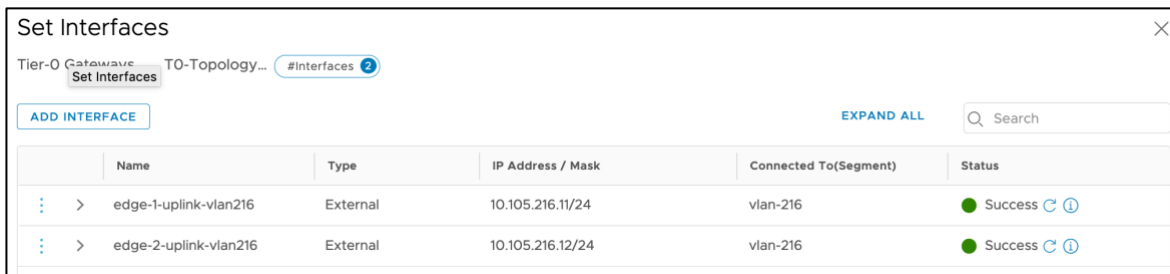 Set Interfaces
Tier-0 Gateways T0-Topology... #Interfaces 2
Set Interfaces
ADD INTERFACE EXPAND ALL Search
Name Type IP Address / Mask Connected To(Segment) Status
edge-1-uplink-vlan216 External 10.105.216.11/24 vlan-216 Success
edge-2-uplink-vlan216 External 10.105.216.12/24 vlan-216 Success